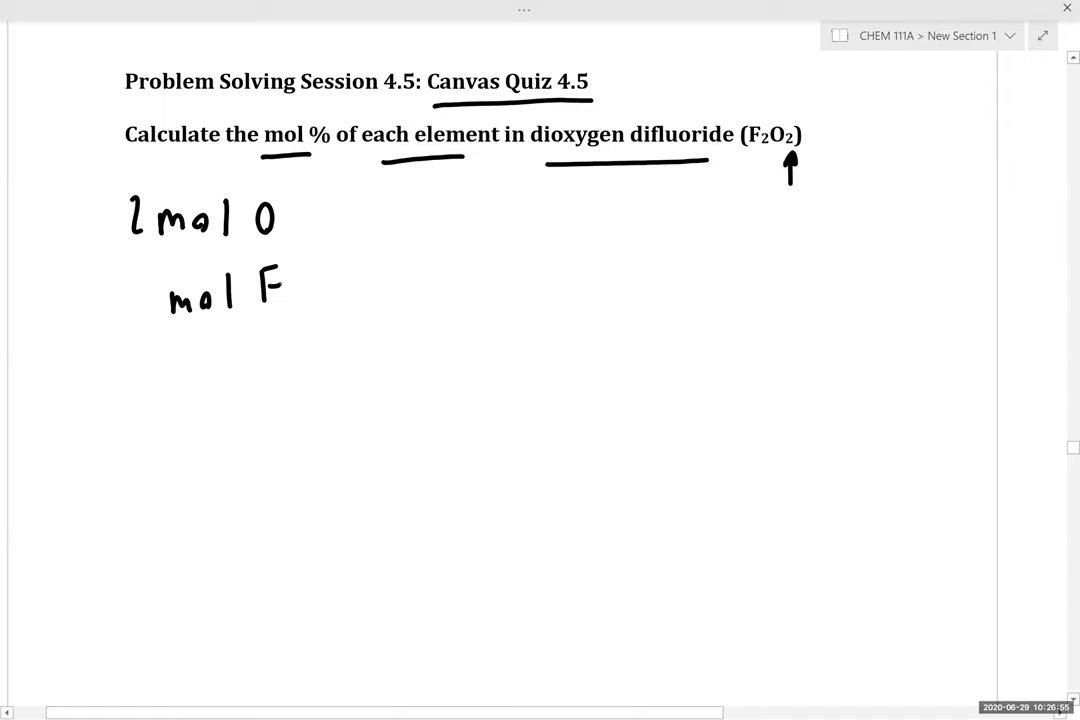 CHEM 111A > New Section 1
Problem Solving Session 4.5: Canvas Quiz 4.5
Calculate the mol % of each element in dioxygen difluoride (F₂O₂)
2 mol O
mol F
2020-06-29 10:26:55